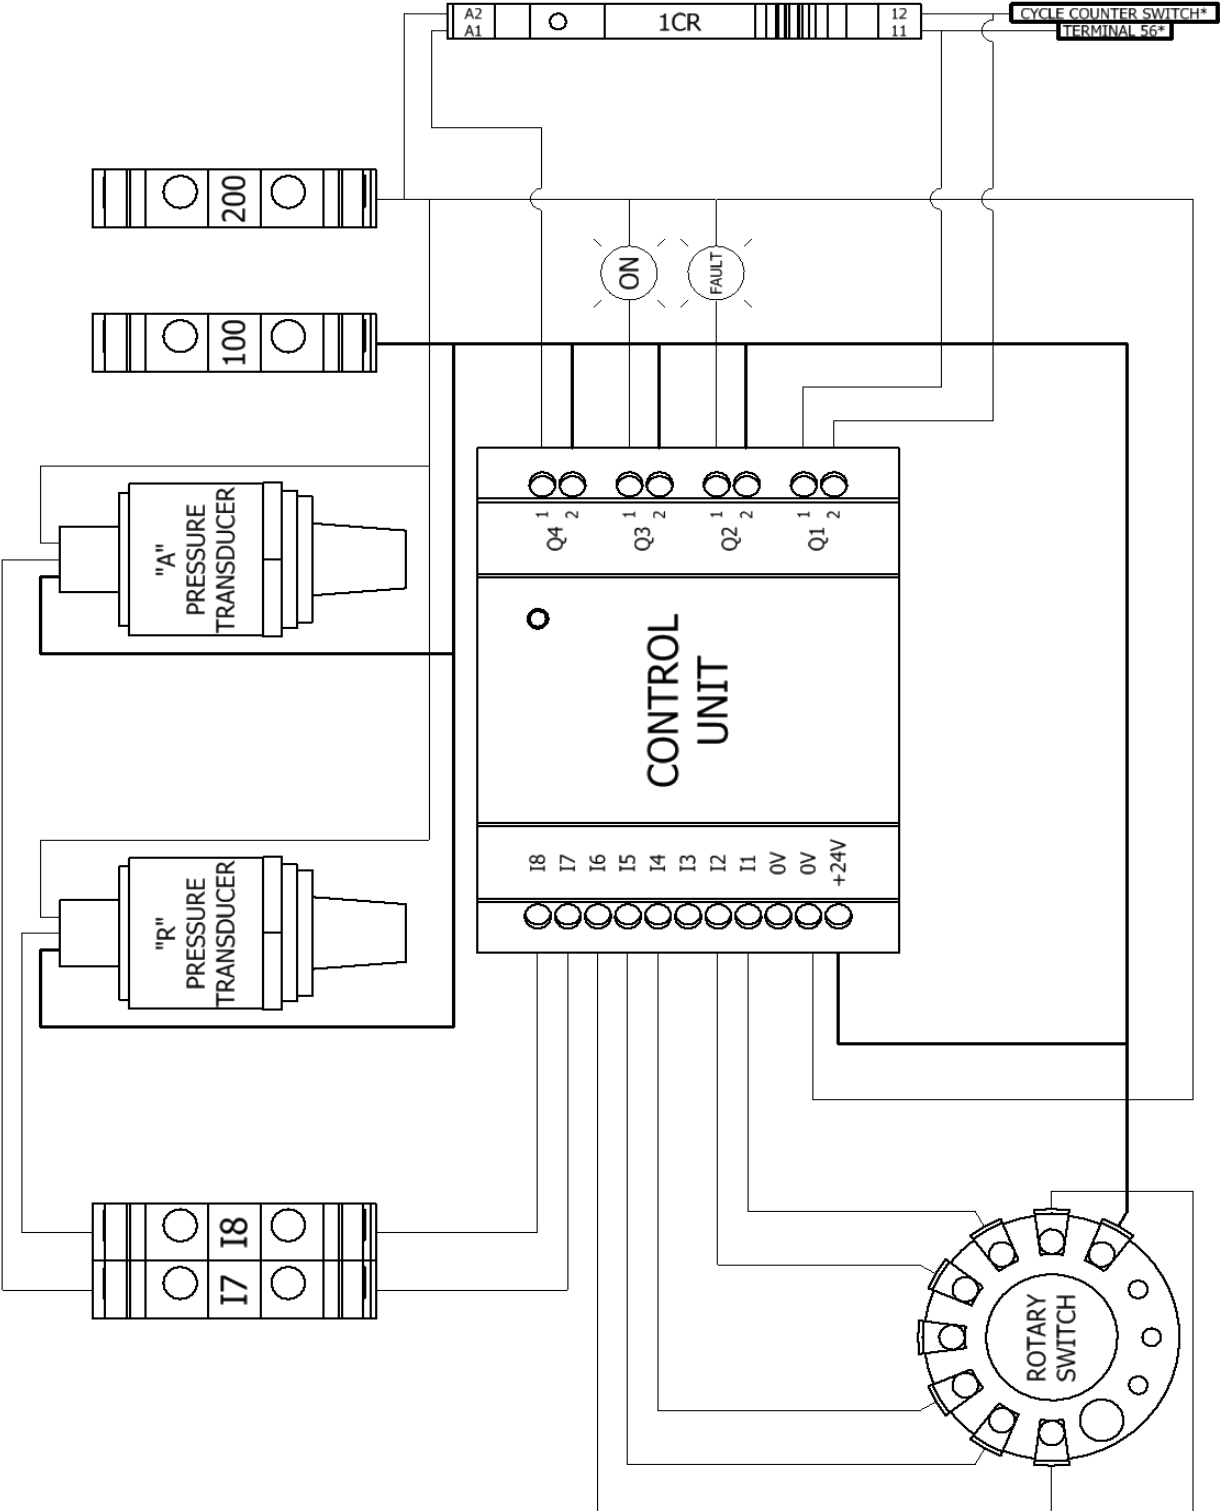 A2
A1
1CR
12
11
CYCLE COUNTER SWITCH*
TERMINAL 56*
200
ON
FAULT
100
"A"
PRESSURE
TRANSDUCER
1
2
1
2
1
2
1
2
Q4
Q3
Q2
Q1
CONTROL
UNIT
I8
I7
I6
I5
I4
I3
I2
I1
0V
0V
+24V
"R"
PRESSURE
TRANSDUCER
I8
I7
ROTARY
SWITCH